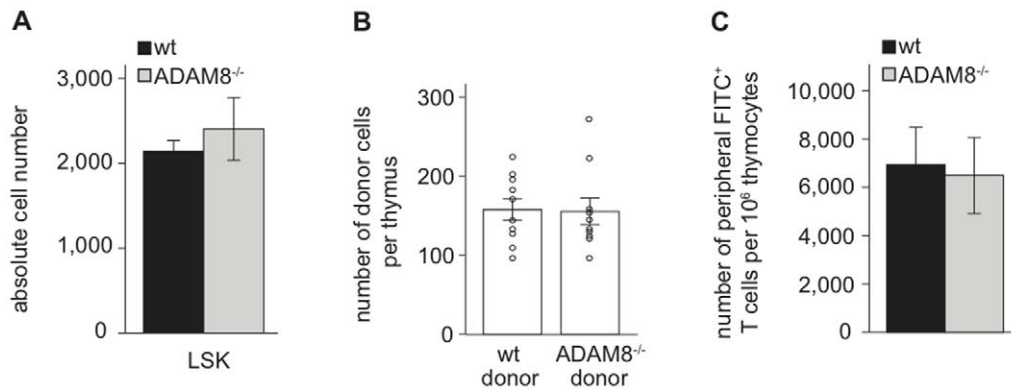 A
wt
ADAM8-/-
absolute cell number
3,000
2,000
1,000
0
LSK
B
number of donor cells
per thymus
300
200
100
0
wt
donor
ADAM8-/-
donor
C
wt
ADAM8-/-
number of peripheral FITC+
T cells per 10⁶ thymocytes
10,000
8,000
6,000
4,000
2,000
0